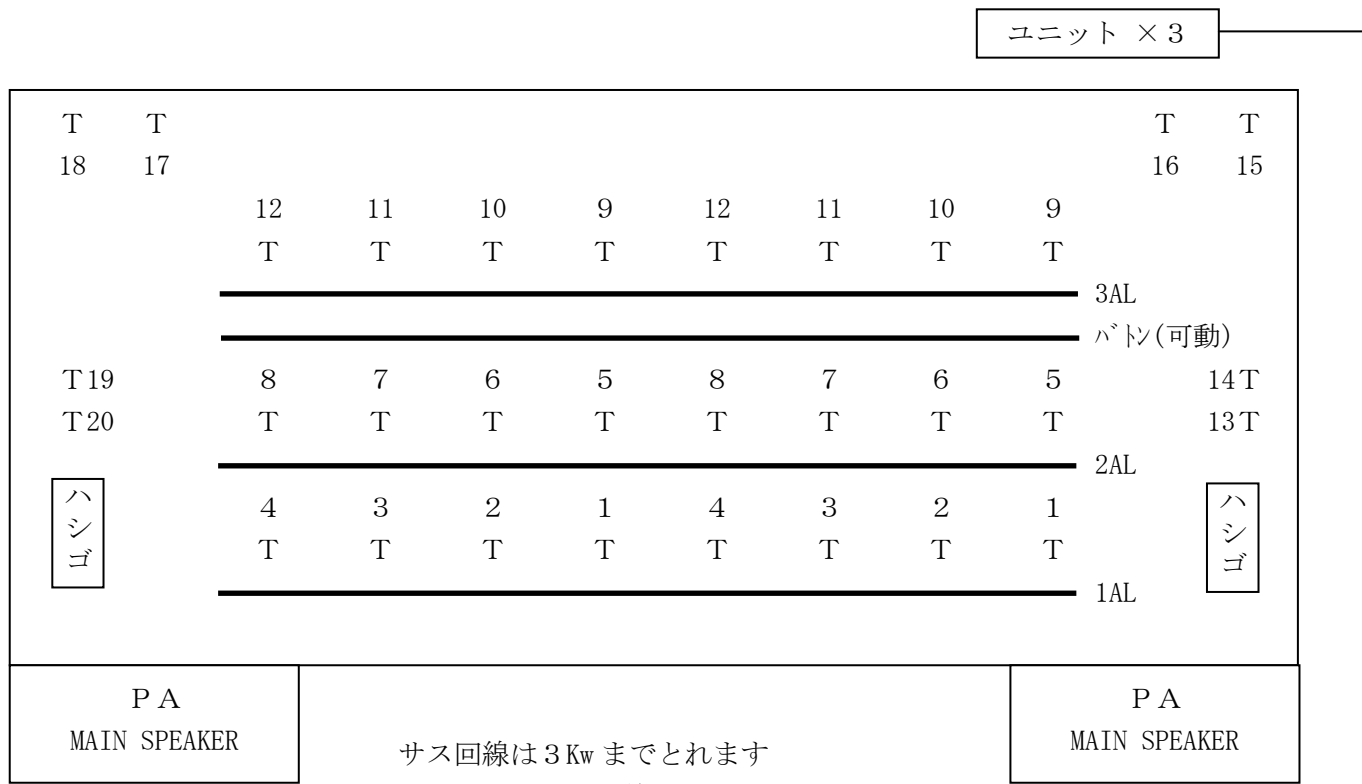 ユニット ×３
Ｔ Ｔ Ｔ Ｔ
18 17 16 15
12 11 10 9 12 11 10 9
Ｔ Ｔ Ｔ Ｔ Ｔ Ｔ Ｔ Ｔ
3AL
ﾊﾞﾄﾝ(可動)
Ｔ19 8 7 6 5 8 7 6 5 14Ｔ
Ｔ20 Ｔ Ｔ Ｔ Ｔ Ｔ Ｔ Ｔ Ｔ 13Ｔ
2AL
ハシゴ
4 3 2 1 4 3 2 1
Ｔ Ｔ Ｔ Ｔ Ｔ Ｔ Ｔ Ｔ
ハシゴ
1AL
ＰＡ
MAIN SPEAKER
サス回線は３Kw までとれます
ＰＡ
MAIN SPEAKER